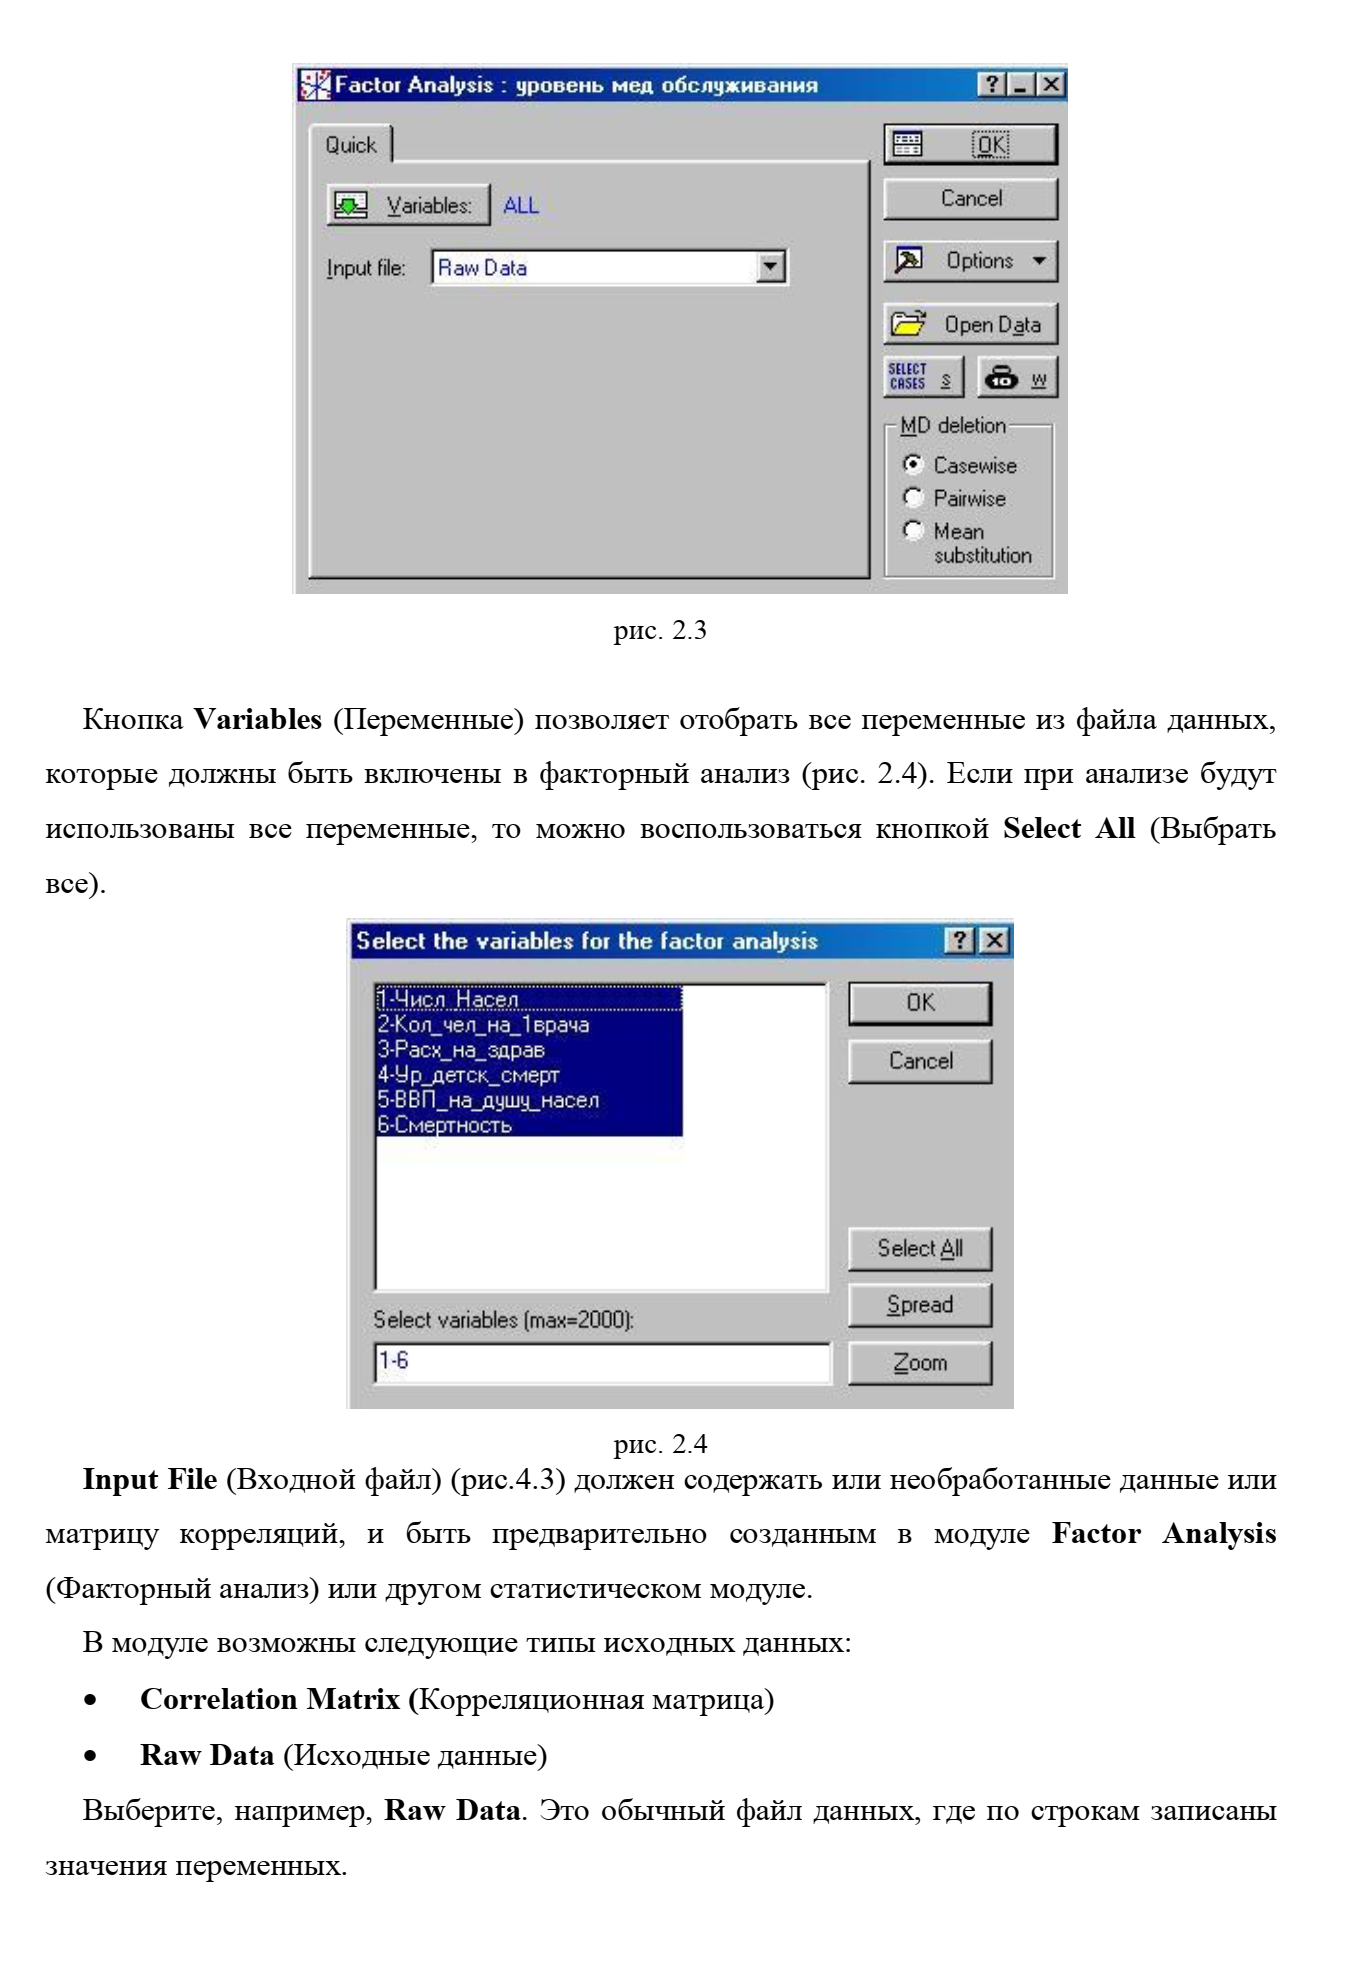 Factor Analysis : уровень мед обслуживания
Quick
OK
Variables: ALL
Cancel
Input file: Raw Data
Options
Open Data
SELECT CASES S
10 W
MD deletion
Casewise
Pairwise
Mean
substitution
рис. 2.3
Кнопка Variables (Переменные) позволяет отобрать все переменные из файла данных,
которые должны быть включены в факторный анализ (рис. 2.4). Если при анализе будут
использованы все переменные, то можно воспользоваться кнопкой Select All (Выбрать
все).
Select the variables for the factor analysis
1-Числ_Насел
2-Кол_чел_на_1врача
3-Расх_на_здрав
4-Ур_детск_смерт
5-ВВП_на_душу_насел
6-Смертность
OK
Cancel
Select All
Spread
Select variables (max=2000):
1-6
Zoom
рис. 2.4
Input File (Входной файл) (рис.4.3) должен содержать или необработанные данные или
матрицу корреляций, и быть предварительно созданным в модуле Factor Analysis
(Факторный анализ) или другом статистическом модуле.
В модуле возможны следующие типы исходных данных:
• Correlation Matrix (Корреляционная матрица)
• Raw Data (Исходные данные)
Выберите, например, Raw Data. Это обычный файл данных, где по строкам записаны
значения переменных.